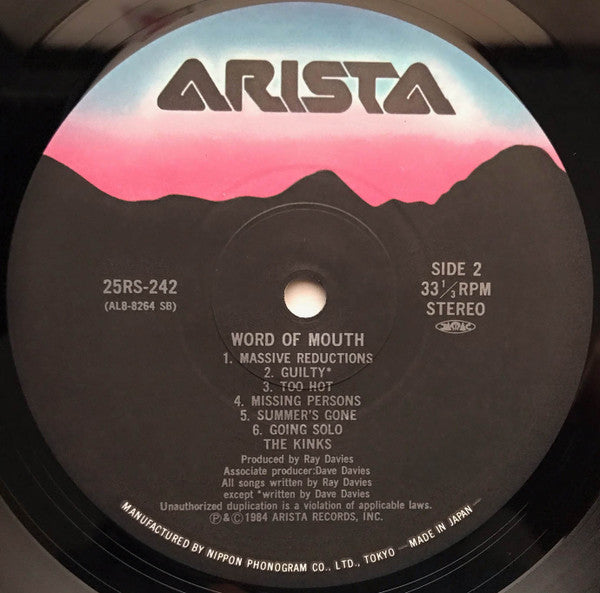 ARISTA
25RS-242
(AL8-8264 SB)
SIDE 2
33 1/3 RPM
STEREO
JASRAC
WORD OF MOUTH
1. MASSIVE REDUCTIONS
2. GUILTY*
3. TOO HOT
4. MISSING PERSONS
5. SUMMER'S GONE
6. GOING SOLO
THE KINKS
Produced by Ray Davies
Associate producer:Dave Davies
All songs written by Ray Davies
except *written by Dave Davies
Unauthorized duplication is a violation of applicable laws.
Ⓟ&©1984 ARISTA RECORDS, INC.
MANUFACTURED BY NIPPON PHONOGRAM CO., LTD., TOKYO — MADE IN JAPAN —